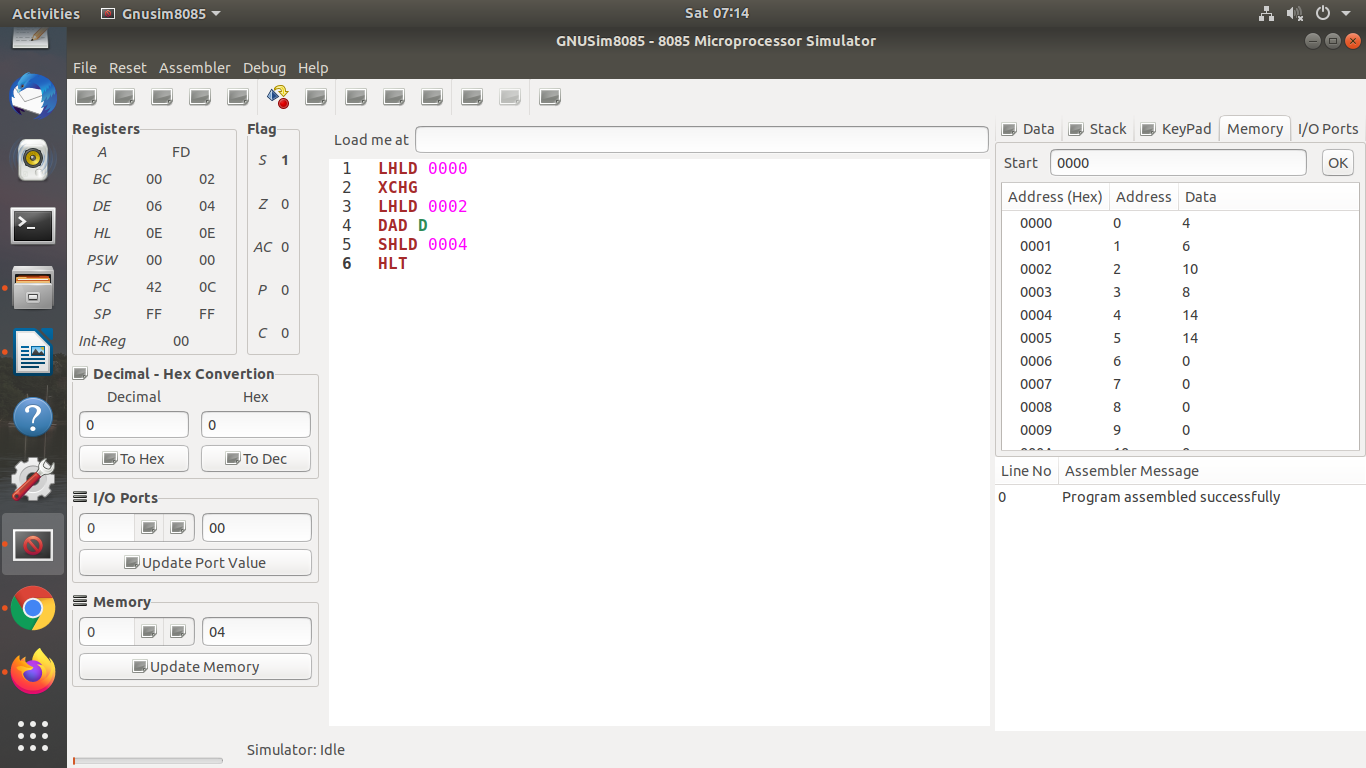 Activities Gnusim8085 Sat 07:14
GNUSim8085 - 8085 Microprocessor Simulator
File Reset Assembler Debug Help
Registers
A FD
BC 00 02
DE 06 04
HL 0E 0E
PSW 00 00
PC 42 0C
SP FF FF
Int-Reg 00
Flag
S 1
Z 0
AC 0
P 0
C 0
Decimal - Hex Convertion
Decimal Hex
0 0
To Hex To Dec
I/O Ports
0 00
Update Port Value
Memory
0 04
Update Memory
Load me at
1 LHLD 0000
2 XCHG
3 LHLD 0002
4 DAD D
5 SHLD 0004
6 HLT
Data Stack KeyPad Memory I/O Ports
Start 0000 OK
Address (Hex) Address Data
0000 0 4
0001 1 6
0002 2 10
0003 3 8
0004 4 14
0005 5 14
0006 6 0
0007 7 0
0008 8 0
0009 9 0
Line No Assembler Message
0 Program assembled successfully
Simulator: Idle